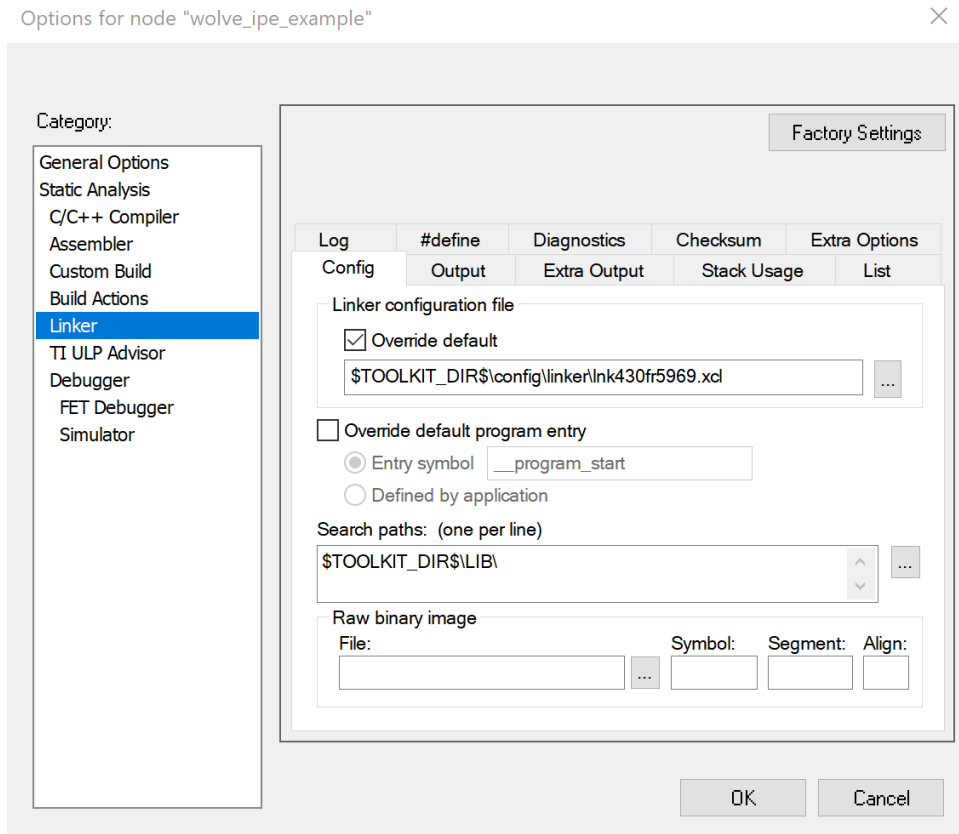 Options for node "wolve_ipe_example"
Category:
General Options
Static Analysis
C/C++ Compiler
Assembler
Custom Build
Build Actions
Linker
TI ULP Advisor
Debugger
FET Debugger
Simulator
Factory Settings
Log #define Diagnostics Checksum Extra Options
Config Output Extra Output Stack Usage List
Linker configuration file
Override default
$TOOLKIT_DIR$\config\linker\lnk430fr5969.xcl
...
Override default program entry
Entry symbol __program_start
Defined by application
Search paths: (one per line)
$TOOLKIT_DIR$\LIB\
...
Raw binary image
File: Symbol: Segment: Align:
...
OK Cancel